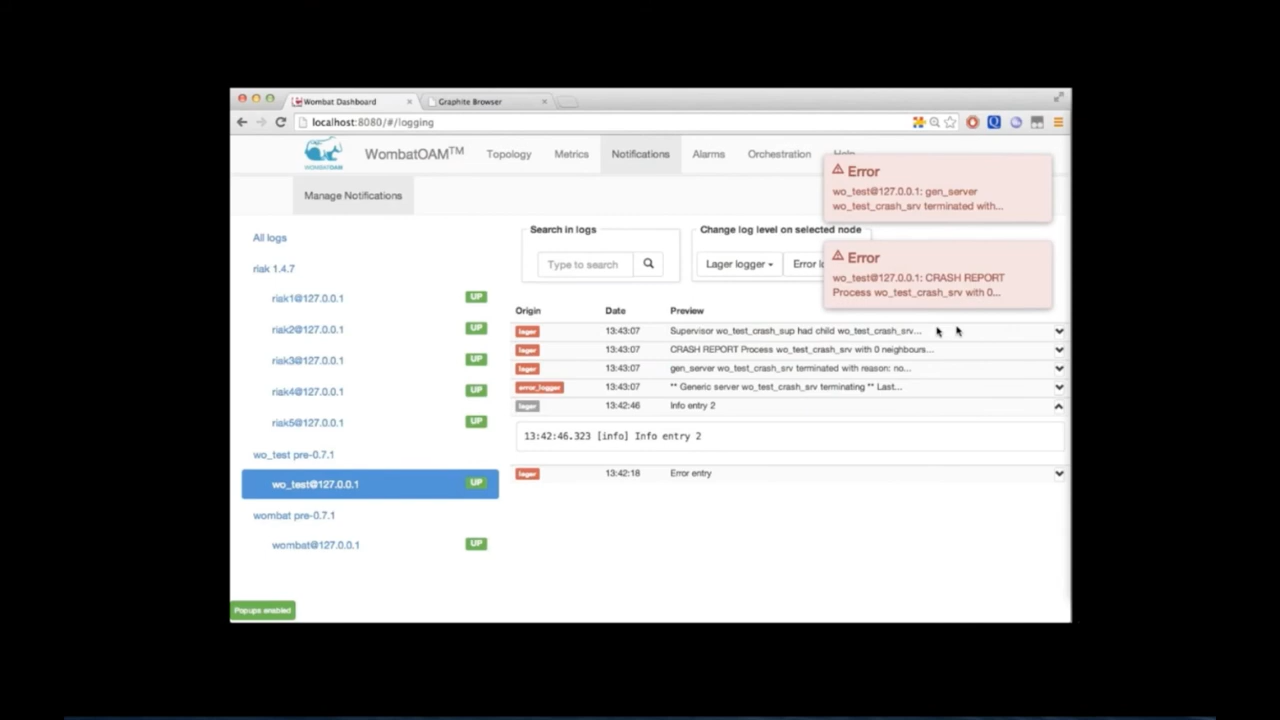 Wombat Dashboard
Graphite Browser
localhost:8080/#/logging
WOMBATOAM
WombatOAM™
Topology
Metrics
Notifications
Alarms
Orchestration
Help
Manage Notifications
Error
wo_test@127.0.0.1: gen_server
wo_test_crash_srv terminated with...
Error
wo_test@127.0.0.1: CRASH REPORT
Process wo_test_crash_srv with 0...
All logs
riak 1.4.7
riak1@127.0.0.1 UP
riak2@127.0.0.1 UP
riak3@127.0.0.1 UP
riak4@127.0.0.1 UP
riak5@127.0.0.1 UP
wo_test pre-0.7.1
wo_test@127.0.0.1 UP
wombat pre-0.7.1
wombat@127.0.0.1 UP
Popups enabled
Search in logs
Type to search
Change log level on selected node
Lager logger
Error
Origin Date Preview
lager 13:43:07 Supervisor wo_test_crash_sup had child wo_test_crash_srv...
lager 13:43:07 CRASH REPORT Process wo_test_crash_srv with 0 neighbours...
lager 13:43:07 gen_server wo_test_crash_srv terminated with reason: no...
error_logger 13:43:07 ** Generic server wo_test_crash_srv terminating ** Last...
lager 13:42:46 Info entry 2
13:42:46.323 [info] Info entry 2
lager 13:42:18 Error entry